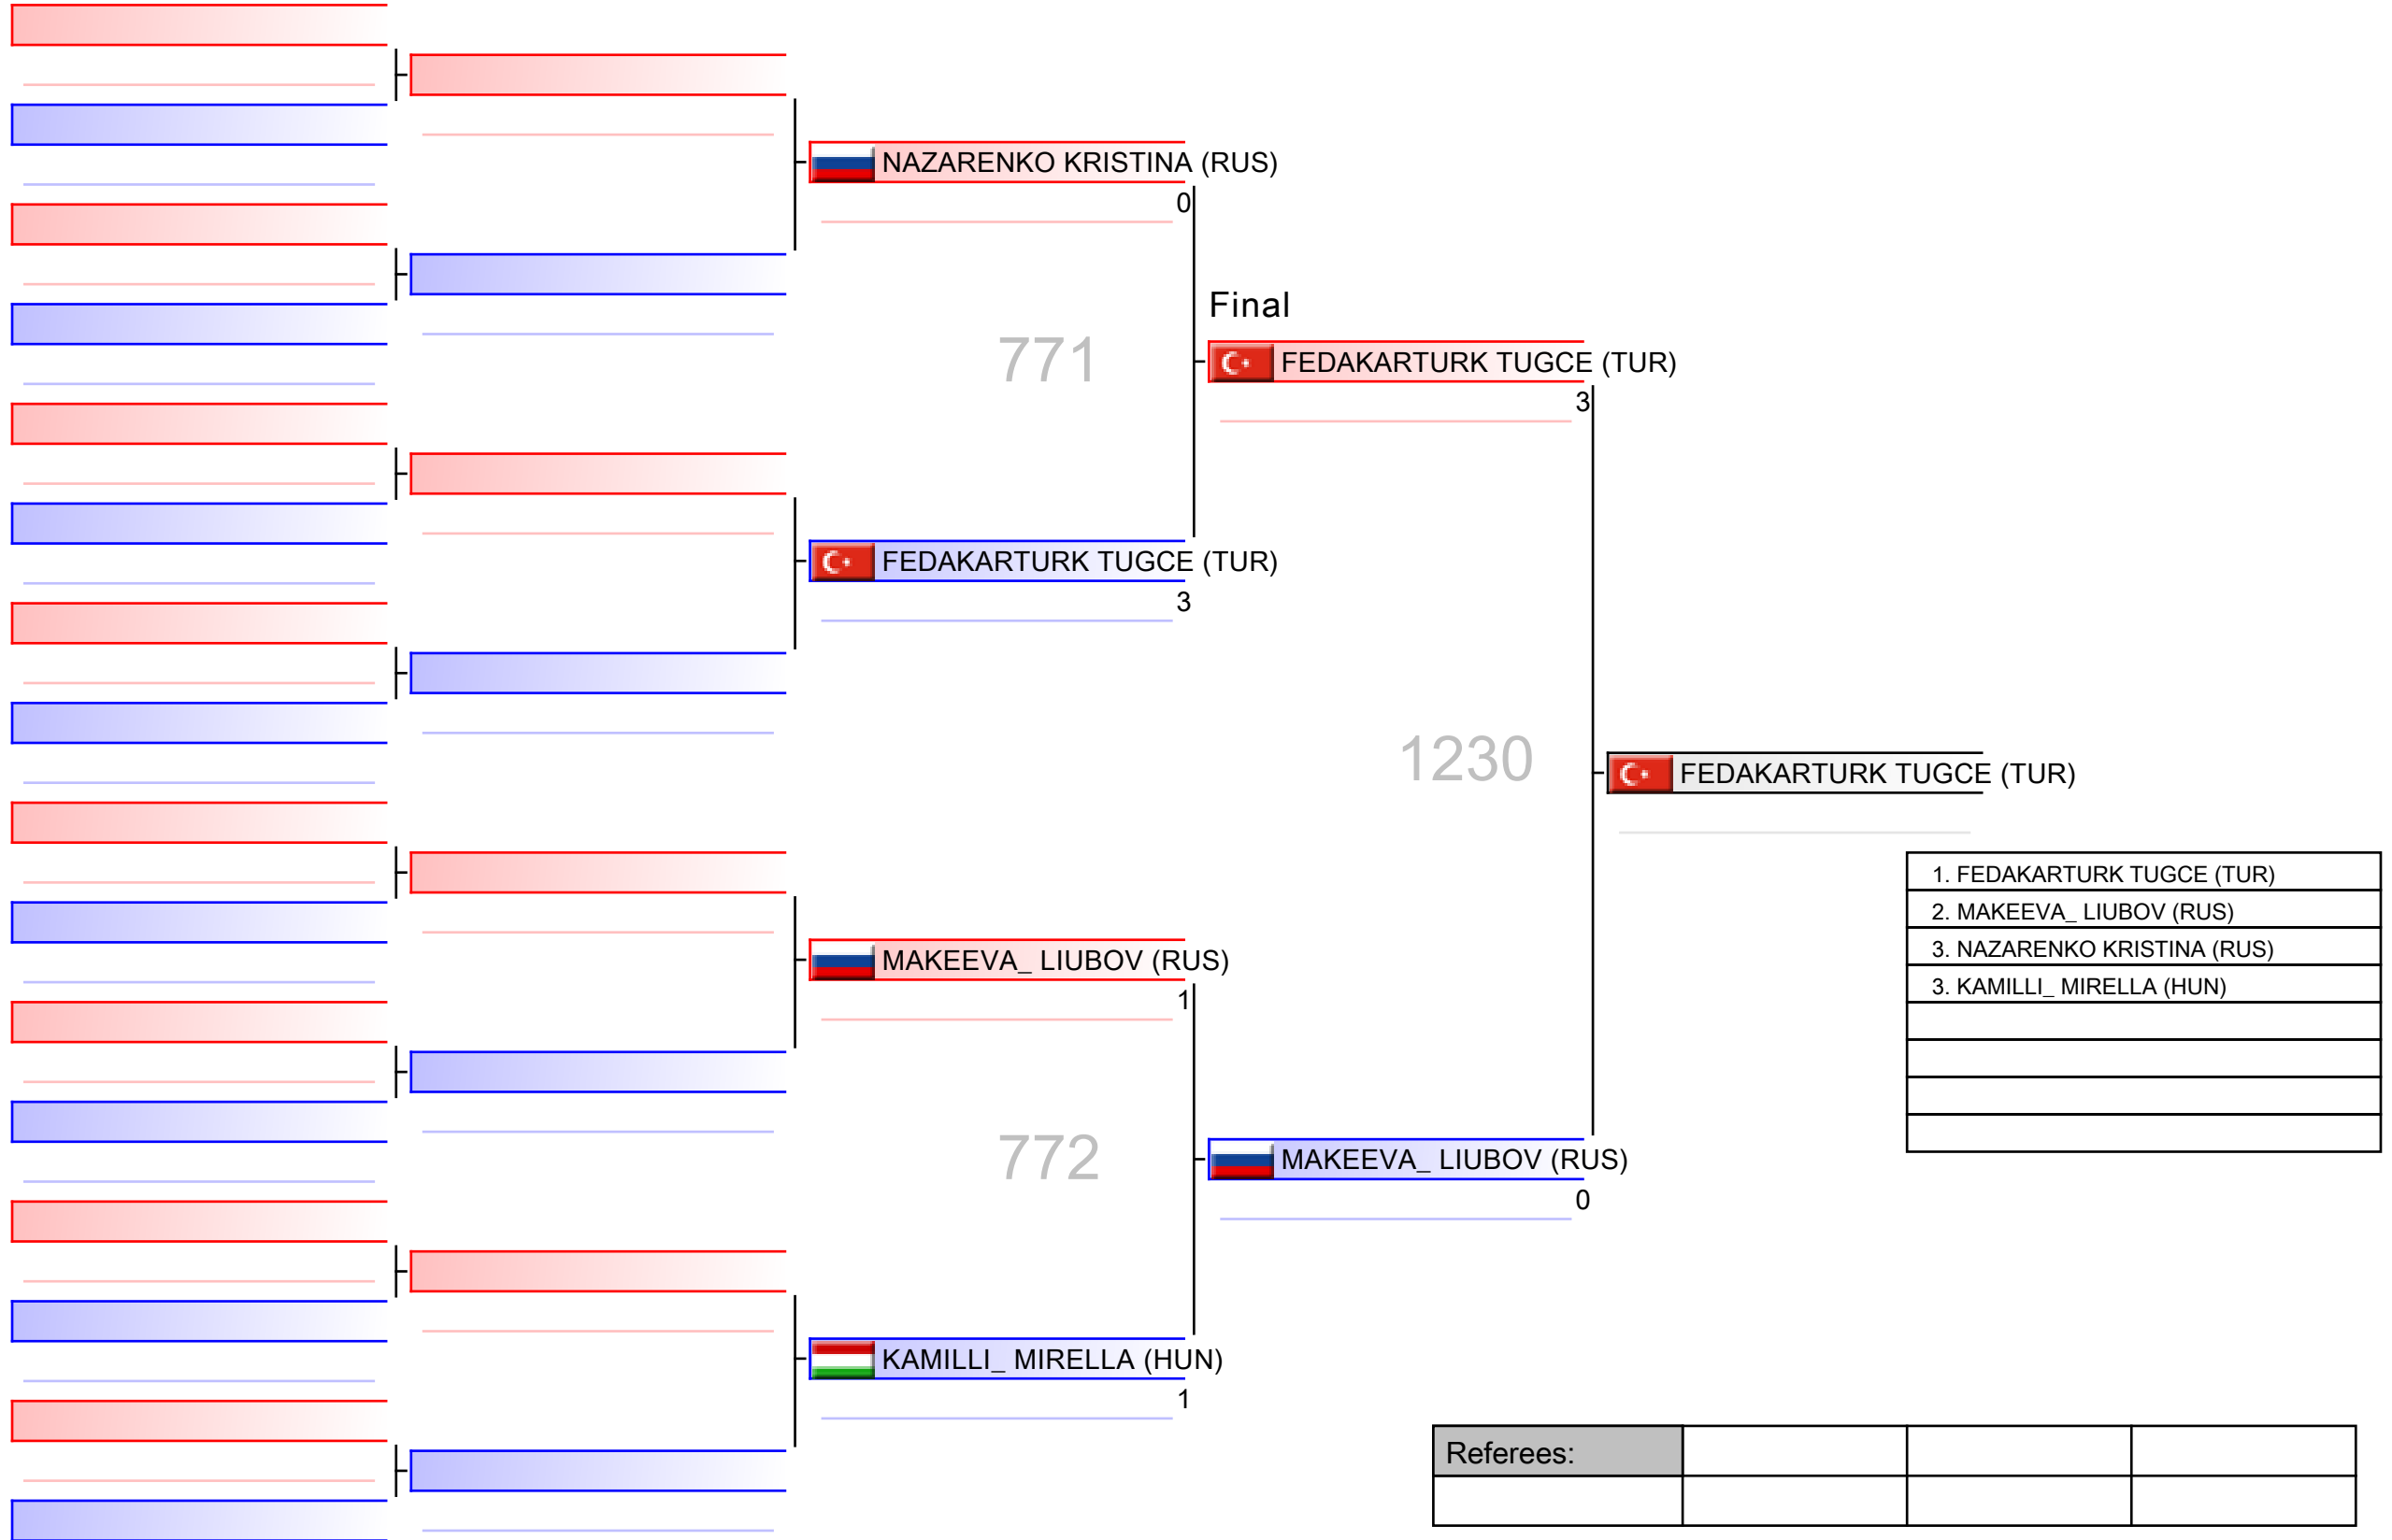 NAZARENKO KRISTINA (RUS)
0
Final
771
FEDAKARTURK TUGCE (TUR)
3
FEDAKARTURK TUGCE (TUR)
3
1230
FEDAKARTURK TUGCE (TUR)
1. FEDAKARTURK TUGCE (TUR)
2. MAKEEVA_ LIUBOV (RUS)
3. NAZARENKO KRISTINA (RUS)
3. KAMILLI_ MIRELLA (HUN)
MAKEEVA_ LIUBOV (RUS)
1
772
MAKEEVA_ LIUBOV (RUS)
0
KAMILLI_ MIRELLA (HUN)
1
Referees: